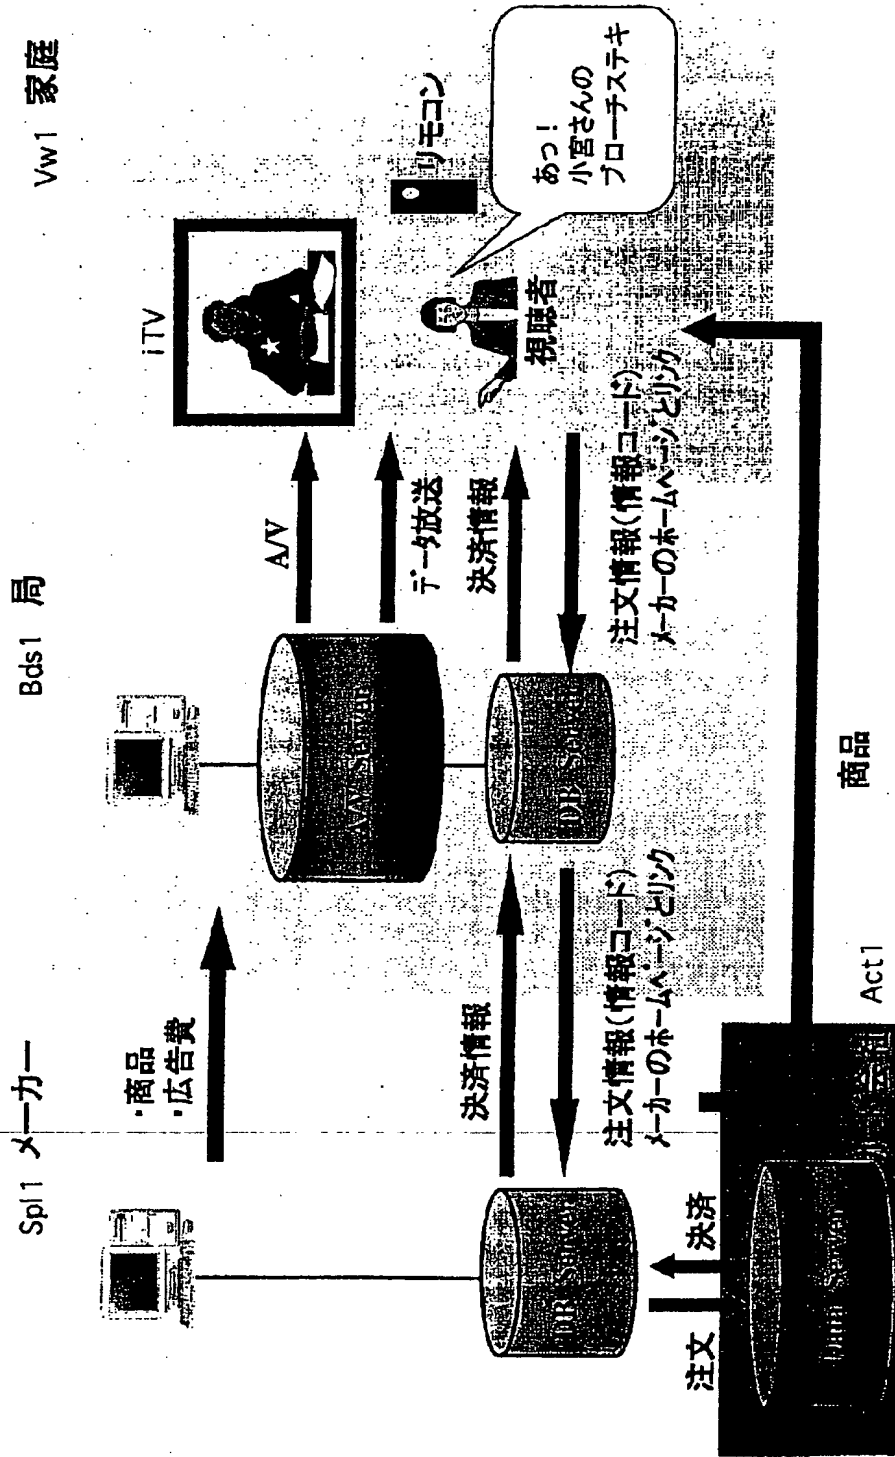 Spl1 メーカー
Bds1 局
Vw1 家庭
iTV
・商品
・広告費
A/V
A/V Server
データ放送
リモコン
あっ!
小宮さんの
ブローチステキ
視聴者
決済情報
決済情報
DB Server
DB Server
注文情報(情報コード)
メーカーのホームページとリンク
注文情報(情報コード)
メーカーのホームページとリンク
注文
決済
Data Server
商品
Act1